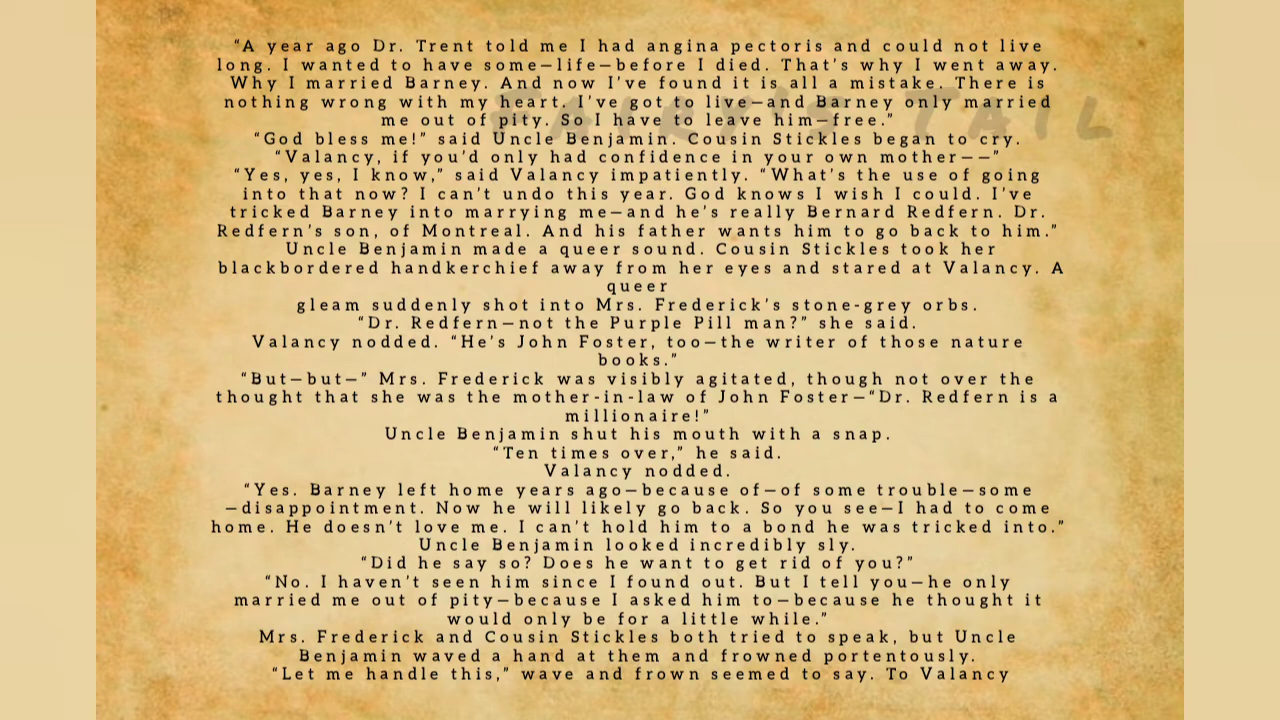 “A year ago Dr. Trent told me I had angina pectoris and could not live
long. I wanted to have some—life—before I died. That’s why I went away.
Why I married Barney. And now I’ve found it is all a mistake. There is
nothing wrong with my heart. I’ve got to live—and Barney only married
me out of pity. So I have to leave him—free.”
“God bless me!” said Uncle Benjamin. Cousin Stickles began to cry.
“Valancy, if you’d only had confidence in your own mother——”
“Yes, yes, I know,” said Valancy impatiently. “What’s the use of going
into that now? I can’t undo this year. God knows I wish I could. I’ve
tricked Barney into marrying me—and he’s really Bernard Redfern. Dr.
Redfern’s son, of Montreal. And his father wants him to go back to him.”
Uncle Benjamin made a queer sound. Cousin Stickles took her
blackbordered handkerchief away from her eyes and stared at Valancy. A
queer
gleam suddenly shot into Mrs. Frederick’s stone-grey orbs.
“Dr. Redfern—not the Purple Pill man?” she said.
Valancy nodded. “He’s John Foster, too—the writer of those nature
books.”
“But—but—” Mrs. Frederick was visibly agitated, though not over the
thought that she was the mother-in-law of John Foster—“Dr. Redfern is a
millionaire!”
Uncle Benjamin shut his mouth with a snap.
“Ten times over,” he said.
Valancy nodded.
“Yes. Barney left home years ago—because of—of some trouble—some
—disappointment. Now he will likely go back. So you see—I had to come
home. He doesn’t love me. I can’t hold him to a bond he was tricked into.”
Uncle Benjamin looked incredibly sly.
“Did he say so? Does he want to get rid of you?”
“No. I haven’t seen him since I found out. But I tell you—he only
married me out of pity—because I asked him to—because he thought it
would only be for a little while.”
Mrs. Frederick and Cousin Stickles both tried to speak, but Uncle
Benjamin waved a hand at them and frowned portentously.
“Let me handle this,” wave and frown seemed to say. To Valancy
TAIL